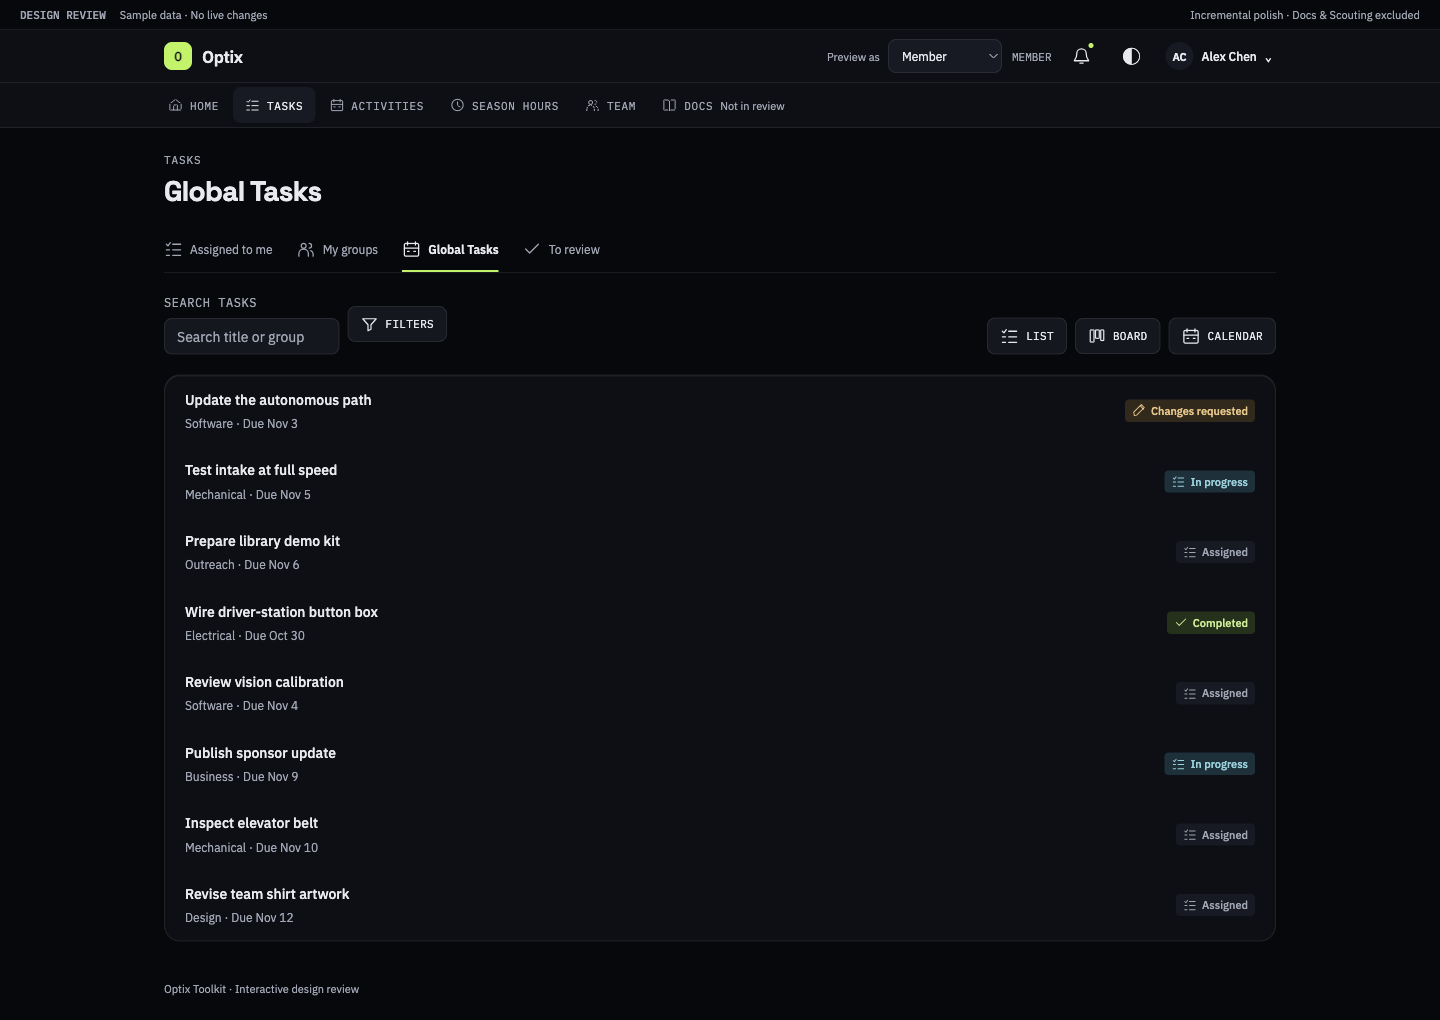 DESIGN REVIEW Sample data · No live changes Incremental polish · Docs & Scouting excluded
O Optix Preview as Member MEMBER AC Alex Chen
HOME TASKS ACTIVITIES SEASON HOURS TEAM DOCS Not in review
TASKS
Global Tasks
Assigned to me My groups Global Tasks To review
SEARCH TASKS
Search title or group FILTERS LIST BOARD CALENDAR
Update the autonomous path
Software · Due Nov 3 Changes requested
Test intake at full speed
Mechanical · Due Nov 5 In progress
Prepare library demo kit
Outreach · Due Nov 6 Assigned
Wire driver-station button box
Electrical · Due Oct 30 Completed
Review vision calibration
Software · Due Nov 4 Assigned
Publish sponsor update
Business · Due Nov 9 In progress
Inspect elevator belt
Mechanical · Due Nov 10 Assigned
Revise team shirt artwork
Design · Due Nov 12 Assigned
Optix Toolkit · Interactive design review